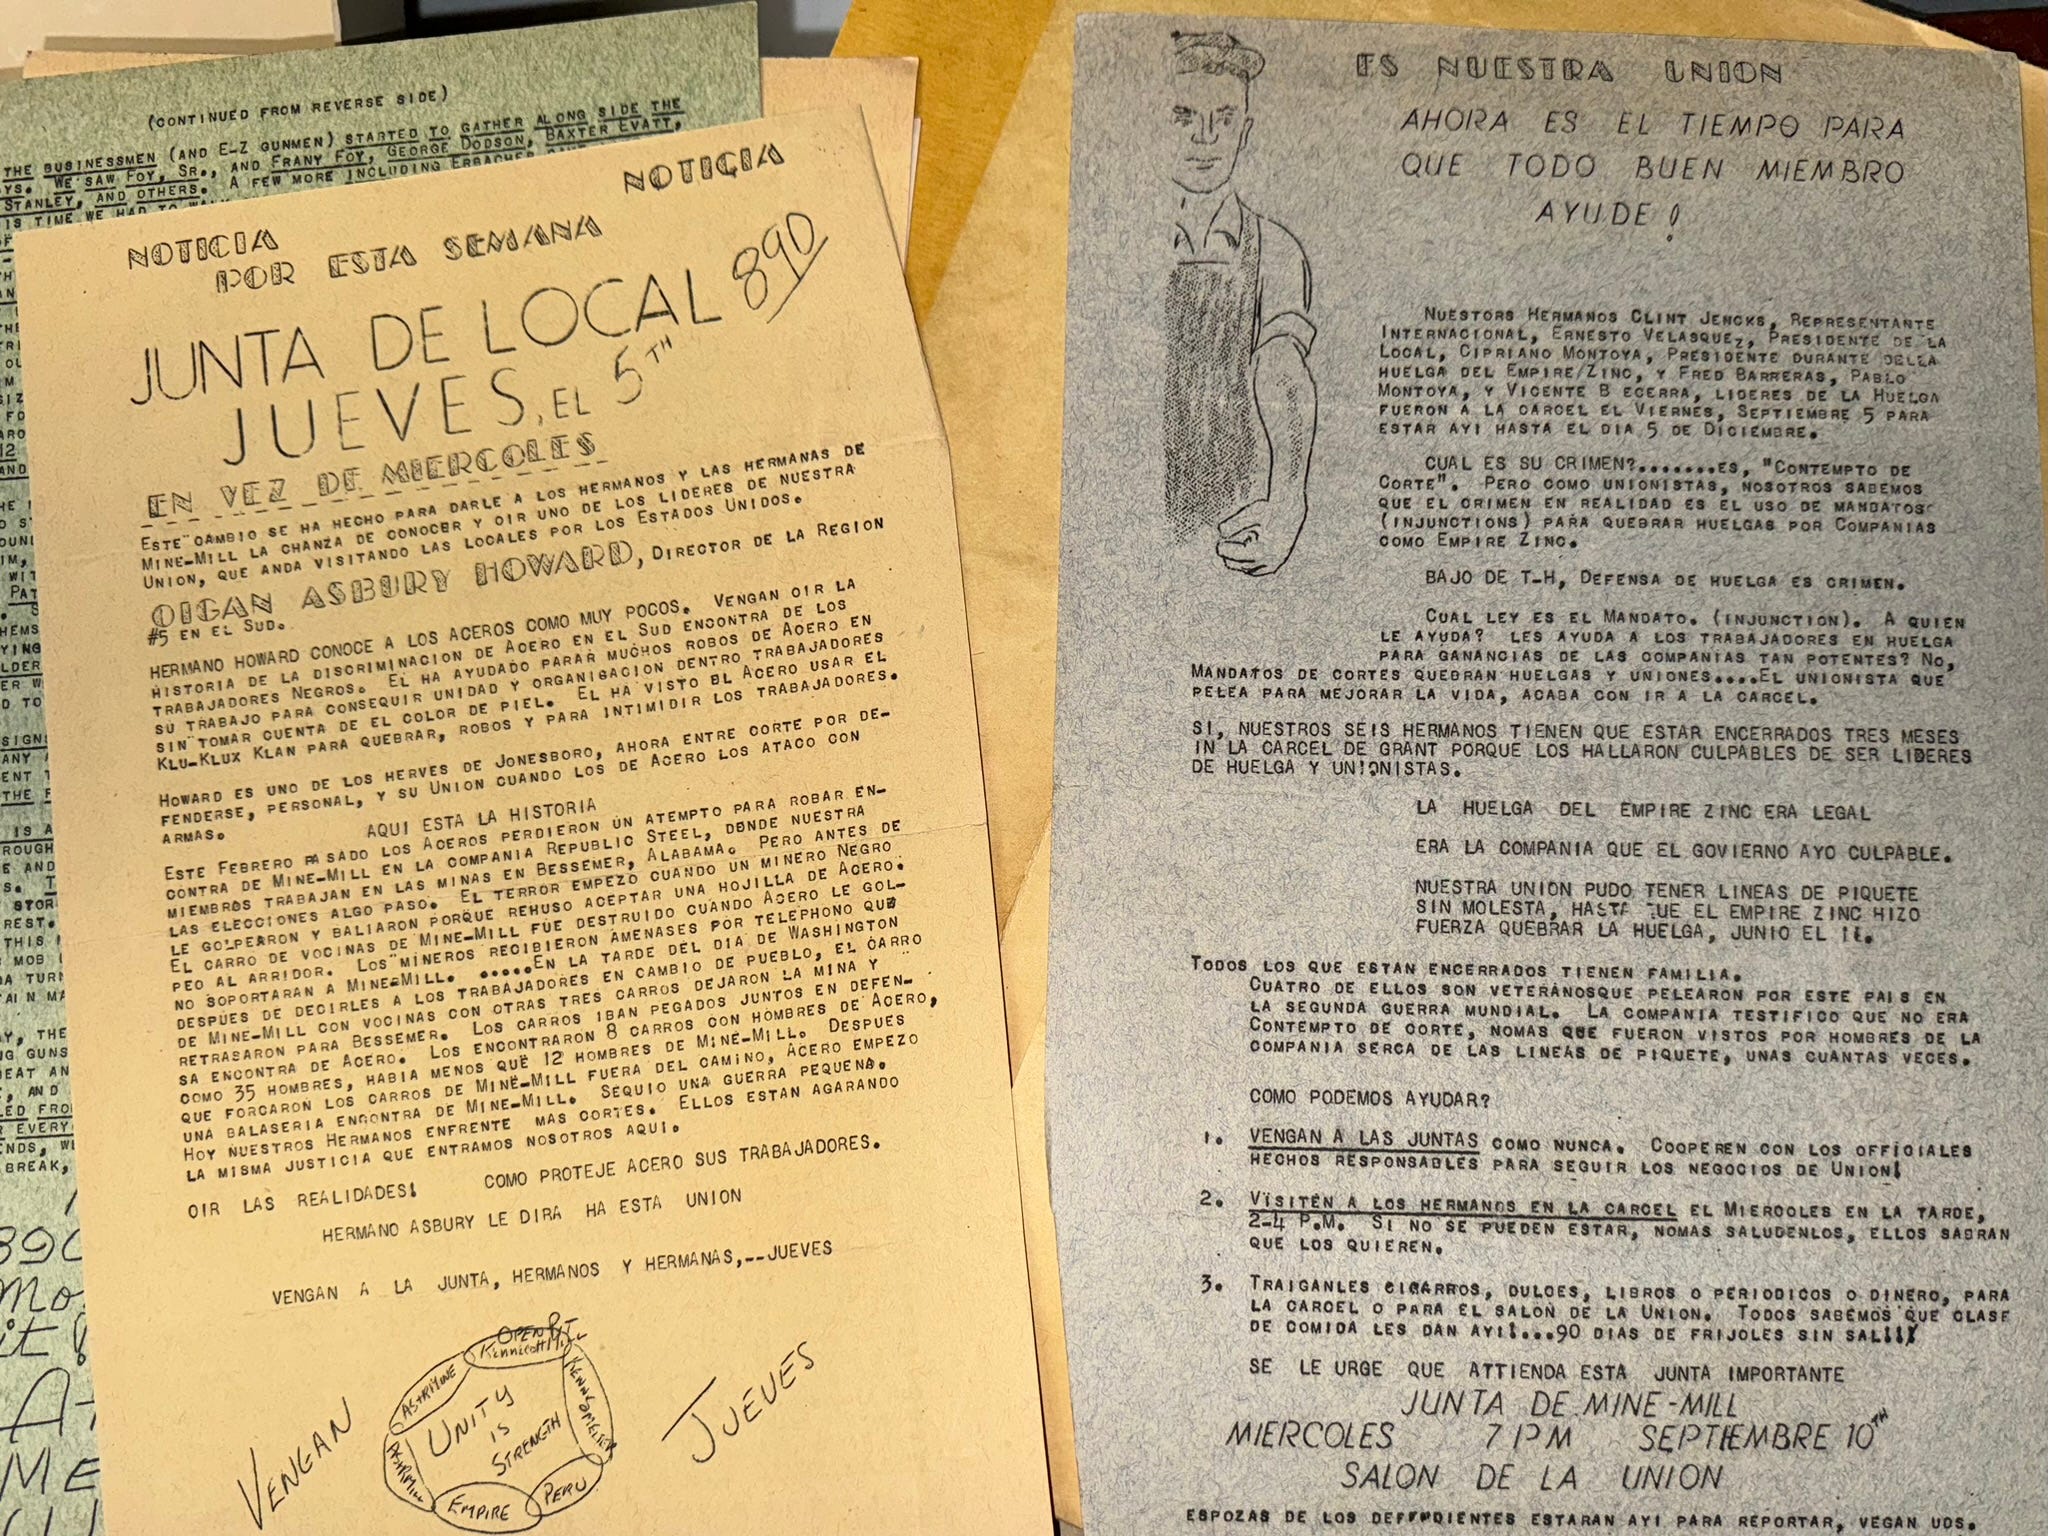 (CONTINUED FROM REVERSE SIDE)
THE BUSINESSMEN (AND E-Z GUNMEN) STARTED TO GATHER ALONG SIDE THE
WE SAW FOY, SR., AND FRANY FOY, GEORGE DODSON, BAXTER EVATT,
STANLEY, AND OTHERS. A FEW MORE INCLUDING ERBACHER
IS TIME WE HAD TO
NOTICIA NOTICIA
POR ESTA SEMANA
JUNTA DE LOCAL 890
JUEVES, EL 5TH
EN VEZ DE MIERCOLES
ESTE CAMBIO SE HA HECHO PARA DARLE A LOS HERMANOS Y LAS HERMANAS DE
MINE-MILL LA CHANZA DE CONOCER Y OIR UNO DE LOS LIDERES DE NUESTRA
UNION, QUE ANDA VISITANDO LAS LOCALES POR LOS ESTADOS UNIDOS.
OIGAN ASBURY HOWARD, DIRECTOR DE LA REGION
#5 EN EL SUD.
HERMANO HOWARD CONOCE A LOS ACEROS COMO MUY POCOS. VENGAN OIR LA
HISTORIA DE LA DISCRIMINACION DE ACERO EN EL SUD ENCONTRA DE LOS
TRABAJADORES NEGROS. EL HA AYUDADO PARAR MUCHOS ROBOS DE ACERO EN
SU TRABAJO PARA CONSEQUIR UNIDAD Y ORGANISACION DENTRO TRABAJADORES
SIN TOMAR CUENTA DE EL COLOR DE PIEL. EL HA VISTO EL ACERO USAR EL
KLU-KLUX KLAN PARA QUEBRAR, ROBOS Y PARA INTIMIDIR LOS TRABAJADORES.
HOWARD ES UNO DE LOS HERVES DE JONESBORO, AHORA ENTRE CORTE POR DE-
FENDERSE, PERSONAL, Y SU UNION CUANDO LOS DE ACERO LOS ATACO CON
ARMAS. AQUI ESTA LA HISTORIA
ESTE FEBRERO PASADO LOS ACEROS PERDIERON UN ATEMPTO PARA ROBAR EN-
CONTRA DE MINE-MILL EN LA COMPANIA REPUBLIC STEEL, DONDE NUESTRA
MIEMBROS TRABAJAN EN LAS MINAS EN BESSEMER, ALABAMA. PERO ANTES DE
LAS ELECCIONES ALGO PASO. EL TERROR EMPEZO CUANDO UN MINERO NEGRO
LE GOLPEARON Y BALIARON PORQUE REHUSO ACEPTAR UNA HOJILLA DE ACERO.
EL CARRO DE VOCINAS DE MINE-MILL FUE DESTRUIDO CUANDO ACERO LE GOL-
PEO AL ARRIDOR. LOS MINEROS RECIBIERON AMENASES POR TELEPHONO QUE
NO SOPORTARAN A MINE-MILL. .....EN LA TARDE DEL DIA DE WASHINGTON
DESPUES DE DECIRLES A LOS TRABAJADORES EN CAMBIO DE PUEBLO, EL CARRO
DE MINE-MILL CON VOCINAS CON OTRAS TRES CARROS DEJARON LA MINA Y
RETRASARON PARA BESSEMER. LOS CARROS IBAN PEGADOS JUNTOS EN DEFEN-
SA ENCONTRA DE ACERO. LOS ENCONTRARON 8 CARROS CON HOMBRES DE ACERO,
COMO 35 HOMBRES, HABIA MENOS QUE 12 HOMBRES DE MINE-MILL. DESPUES
QUE FORCARON LOS CARROS DE MINE-MILL FUERA DEL CAMINO, ACERO EMPEZO
UNA BALASERIA ENCONTRA DE MINE-MILL. SEQUIO UNA GUERRA PEQUENA.
HOY NUESTROS HERMANOS ENFRENTE MAS CORTES. ELLOS ESTAN AGARANDO
LA MISMA JUSTICIA QUE ENTRAMOS NOSOTROS AQUI.
OIR LAS REALIDADES! COMO PROTEJE ACERO SUS TRABAJADORES.
HERMANO ASBURY LE DIRA HA ESTA UNION
VENGAN A LA JUNTA, HERMANOS Y HERMANAS,--JUEVES
VENGAN
UNITY IS STRENGTH
OPEN PIT
ASTRIYONE
EMPIRE
PERU
JUEVES
ES NUESTRA UNION
AHORA ES EL TIEMPO PARA
QUE TODO BUEN MIEMBRO
AYUDE!
NUESTORS HERMANOS CLINT JENCKS, REPRESENTANTE
INTERNACIONAL, ERNESTO VELASQUEZ, PRESIDENTE DE LA
LOCAL, CIPRIANO MONTOYA, PRESIDENTE DURANTE DELLA
HUELGA DEL EMPIRE/ZINC, Y FRED BARRERAS, PABLO
MONTOYA, Y VICENTE B ECERRA, LIDERES DE LA HUELGA
FUERON A LA CARCEL EL VIERNES, SEPTIEMBRE 5 PARA
ESTAR AYI HASTA EL DIA 5 DE DICIEMBRE.
CUAL ES SU CRIMEN?.......ES, "CONTEMPTO DE
CORTE". PERO COMO UNIONISTAS, NOSOTROS SABEMOS
QUE EL CRIMEN EN REALIDAD ES EL USO DE MANDATOS
(INJUNCTIONS) PARA QUEBRAR HUELGAS POR COMPANIAS
COMO EMPIRE ZINC.
BAJO DE T-H, DEFENSA DE HUELGA ES CRIMEN.
CUAL LEY ES EL MANDATO. (INJUNCTION). A QUIEN
LE AYUDA? LES AYUDA A LOS TRABAJADORES EN HUELGA
PARA GANANCIAS DE LAS COMPANIAS TAN POTENTES? NO,
MANDATOS DE CORTES QUEBRAN HUELGAS Y UNIONES....EL UNIONISTA QUE
PELEA PARA MEJORAR LA VIDA, ACABA CON IR A LA CARCEL.
SI, NUESTROS SEIS HERMANOS TIENEN QUE ESTAR ENCERRADOS TRES MESES
IN LA CARCEL DE GRANT PORQUE LOS HALLARON CULPABLES DE SER LIDERES
DE HUELGA Y UNIONISTAS.
LA HUELGA DEL EMPIRE ZINC ERA LEGAL
ERA LA COMPANIA QUE EL GOVIERNO AYO CULPABLE.
NUESTRA UNION PUDO TENER LINEAS DE PIQUETE
SIN MOLESTA, HASTA QUE EL EMPIRE ZINC HIZO
FUERZA QUEBRAR LA HUELGA, JUNIO EL 11.
TODOS LOS QUE ESTAN ENCERRADOS TIENEN FAMILIA.
CUATRO DE ELLOS SON VETERANOSQUE PELEARON POR ESTE PAIS EN
LA SEGUNDA GUERRA MUNDIAL. LA COMPANIA TESTIFICO QUE NO ERA
CONTEMPTO DE CORTE, NOMAS QUE FUERON VISTOS POR HOMBRES DE LA
COMPANIA SERCA DE LAS LINEAS DE PIQUETE, UNAS CUANTAS VECES.
COMO PODEMOS AYUDAR?
1. VENGAN A LAS JUNTAS COMO NUNCA. COOPEREN CON LOS OFFICIALES
HECHOS RESPONSABLES PARA SEGUIR LOS NEGOCIOS DE UNION!
2. VISITEN A LOS HERMANOS EN LA CARCEL EL MIERCOLES EN LA TARDE,
2-4 P.M. SI NO SE PUEDEN ESTAR, NOMAS SALUDENLOS, ELLOS SABRAN
QUE LOS QUIEREN.
3. TRAIGANLES CIGARROS, DULCES, LIBROS O PERIODICOS O DINERO, PARA
LA CARCEL O PARA EL SALON DE LA UNION. TODOS SABEMOS QUE CLASE
DE COMIDA LES DAN AYI!...90 DIAS DE FRIJOLES SIN SAL!!!
SE LE URGE QUE ATTIENDA ESTA JUNTA IMPORTANTE
JUNTA DE MINE-MILL
MIERCOLES 7 PM SEPTIEMBRE 10TH
SALON DE LA UNION
ESPOZAS DE LOS DEFENDIENTES ESTARAN AYI PARA REPORTAR, VEGAN UDS.